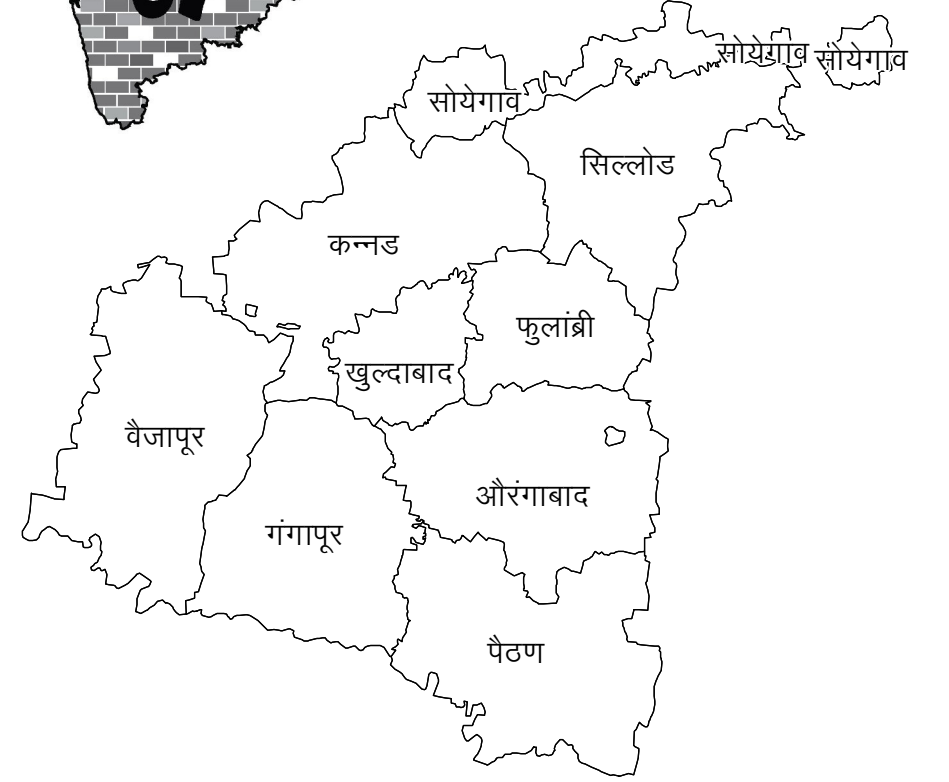 सोयेगाव
सोयेगाव
सोयेगाव
सिल्लोड
कन्नड
फुलांब्री
खुल्दाबाद
वैजापूर
औरंगाबाद
गंगापूर
पैठण